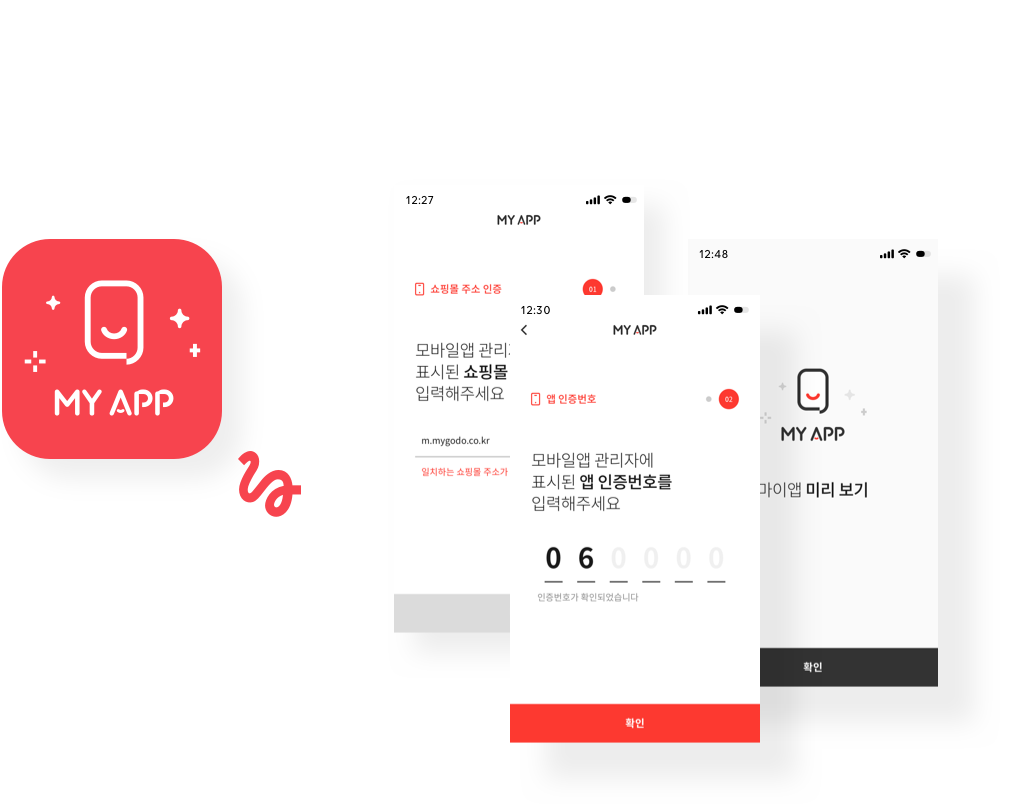 MY APP
12:27
MY APP
쇼핑몰 주소 인증
01
모바일앱 관리
표시된 쇼핑몰
입력해주세요
m.mygodo.co.kr
일치하는 쇼핑몰 주소가
12:30
MY APP
앱 인증번호
02
모바일앱 관리자에
표시된 앱 인증번호를
입력해주세요
0 6 0 0 0 0
인증번호가 확인되었습니다
확인
12:48
MY APP
마이앱 미리 보기
확인